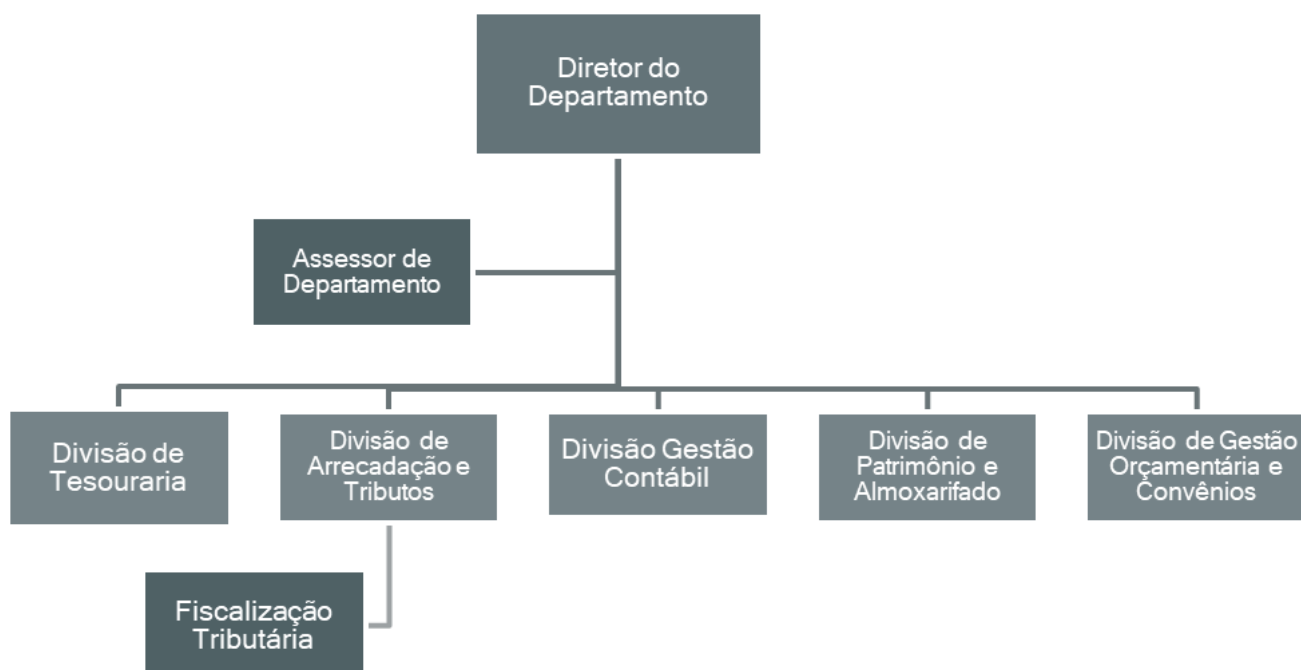 Diretor do
Departamento
Assessor de
Departamento
Divisão de
Tesouraria
Divisão de
Arrecadação e
Tributos
Divisão Gestão
Contábil
Divisão de
Patrimônio e
Almoxarifado
Divisão de Gestão
Orçamentária e
Convênios
Fiscalização
Tributária